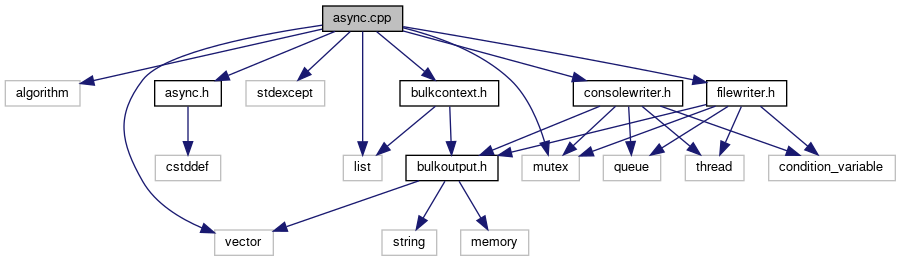 async.cpp
algorithm
async.h
stdexcept
bulkcontext.h
consolewriter.h
filewriter.h
cstddef
list
bulkoutput.h
mutex
queue
thread
condition_variable
vector
string
memory